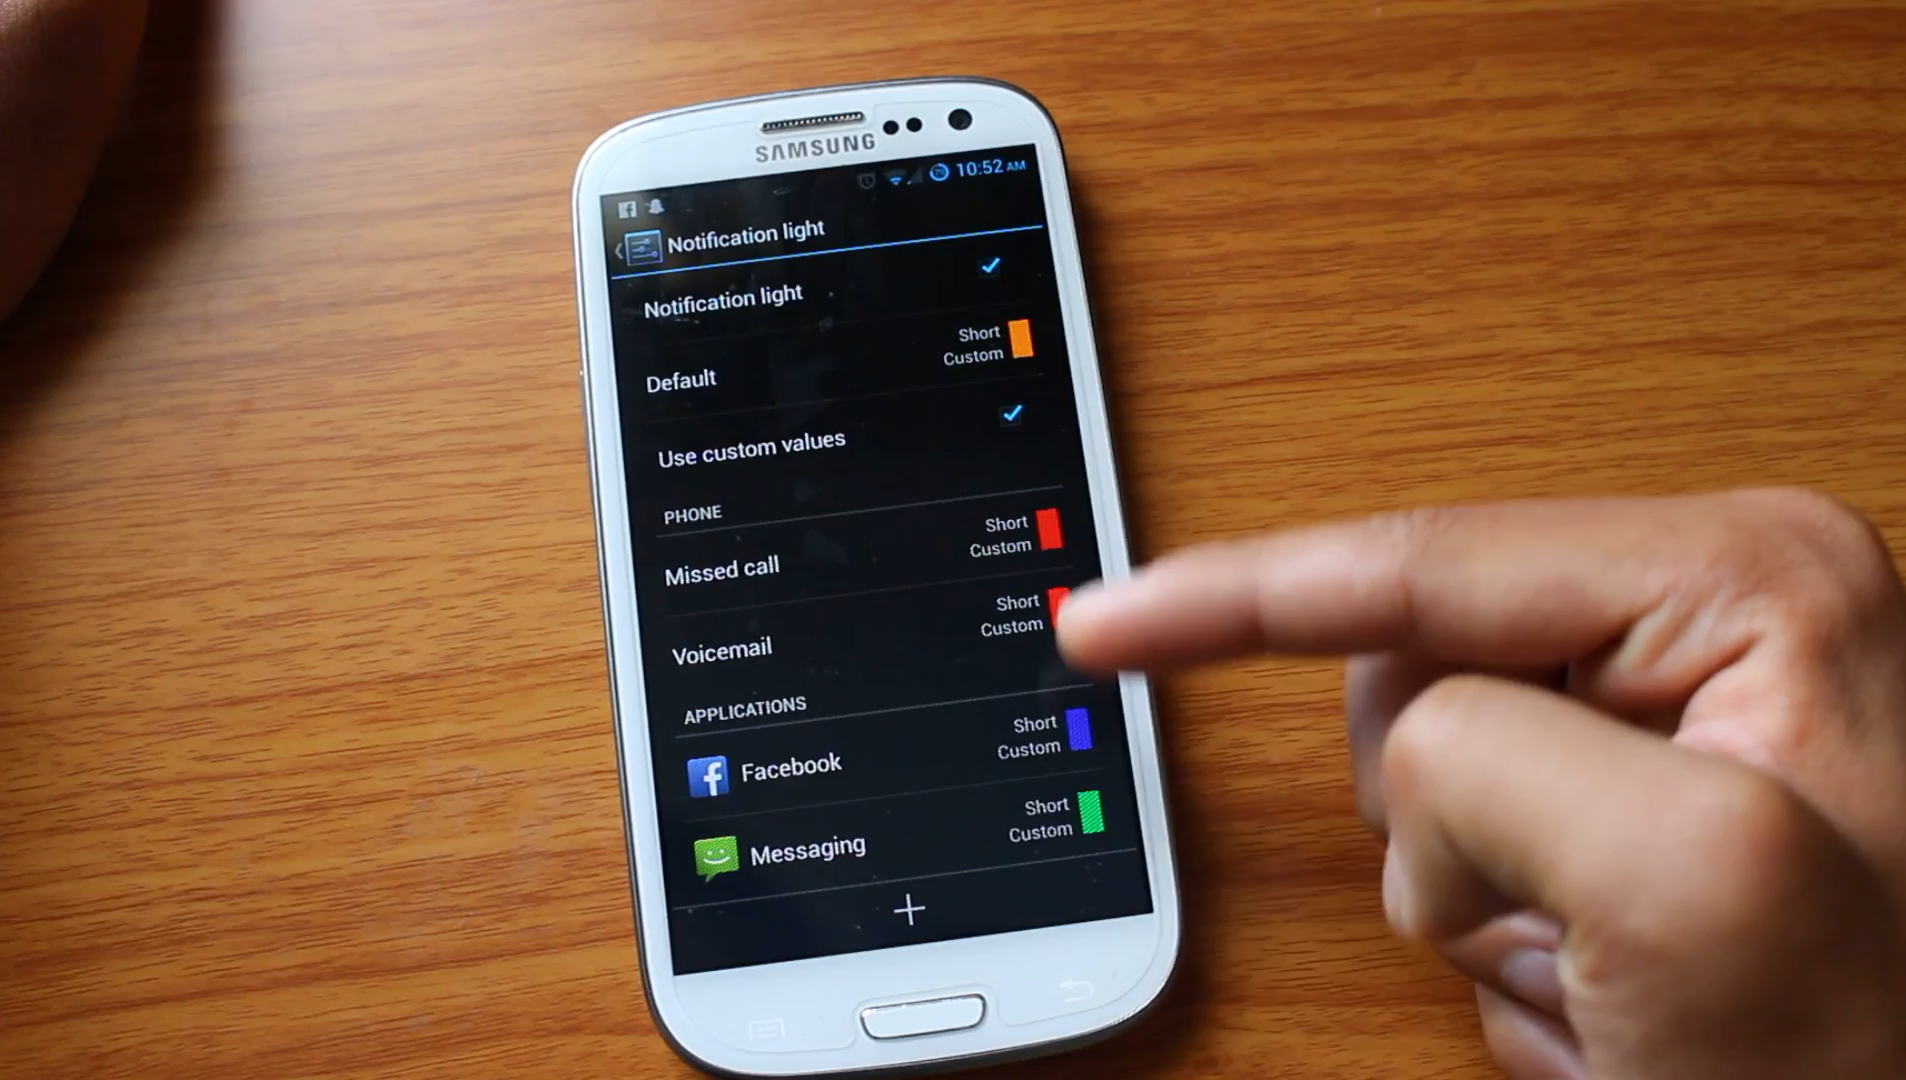 SAMSUNG
10:52 AM
Notification light
Notification light
Short
Custom
Default
Use custom values
PHONE
Short
Custom
Missed call
Short
Custom
Voicemail
APPLICATIONS
Short
Custom
Facebook
Short
Custom
Messaging